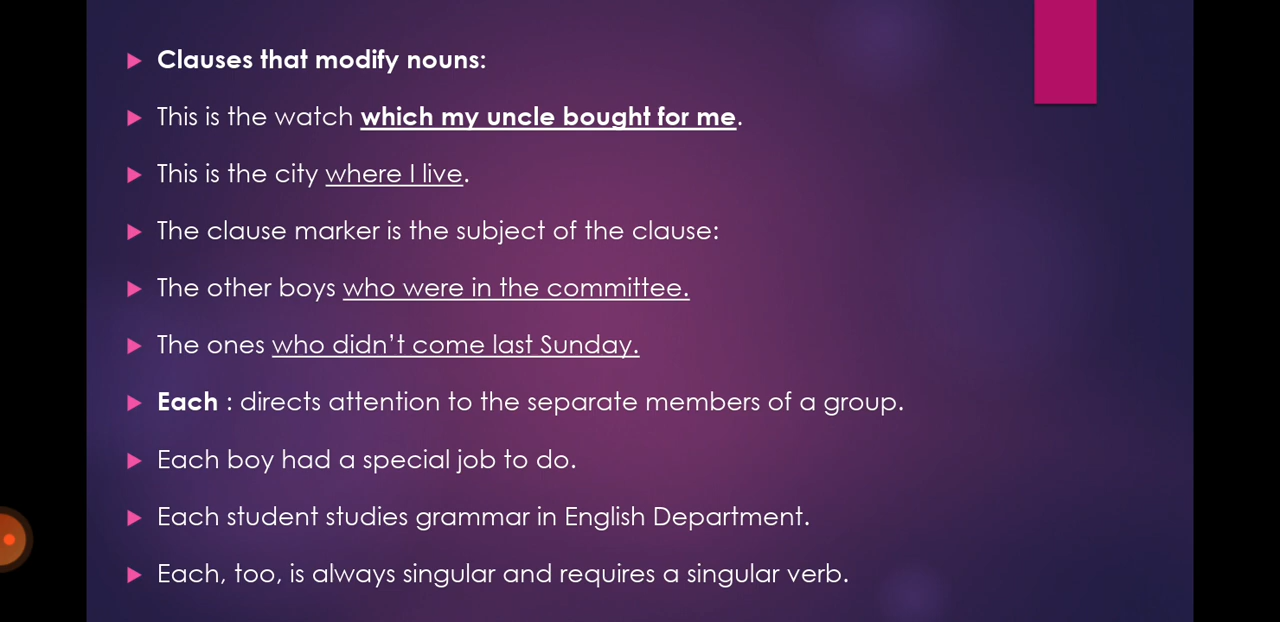 Clauses that modify nouns:
This is the watch which my uncle bought for me.
This is the city where I live.
The clause marker is the subject of the clause:
The other boys who were in the committee.
The ones who didn’t come last Sunday.
Each : directs attention to the separate members of a group.
Each boy had a special job to do.
Each student studies grammar in English Department.
Each, too, is always singular and requires a singular verb.